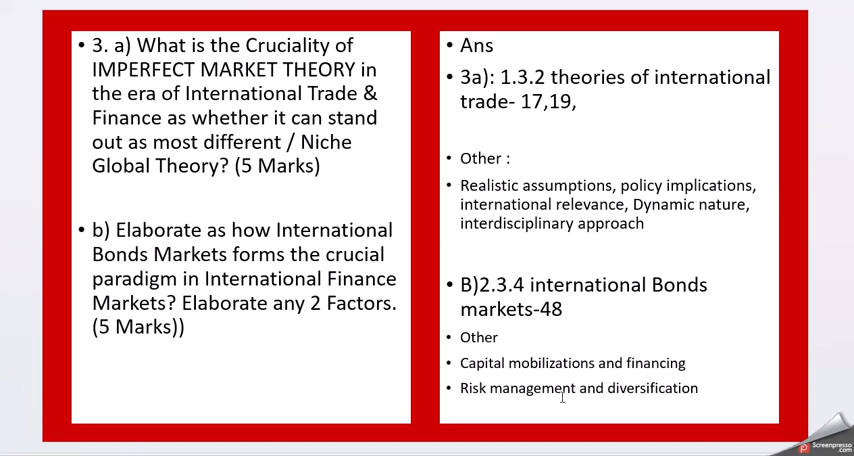 • 3. a) What is the Cruciality of
IMPERFECT MARKET THEORY in
the era of International Trade &
Finance as whether it can stand
out as most different / Niche
Global Theory? (5 Marks)
• b) Elaborate as how International
Bonds Markets forms the crucial
paradigm in International Finance
Markets? Elaborate any 2 Factors.
(5 Marks))
• Ans
• 3a): 1.3.2 theories of international
trade- 17,19,
• Other :
• Realistic assumptions, policy implications,
international relevance, Dynamic nature,
interdisciplinary approach
• B)2.3.4 international Bonds
markets-48
• Other
• Capital mobilizations and financing
• Risk management and diversification
Screenpresso
.com